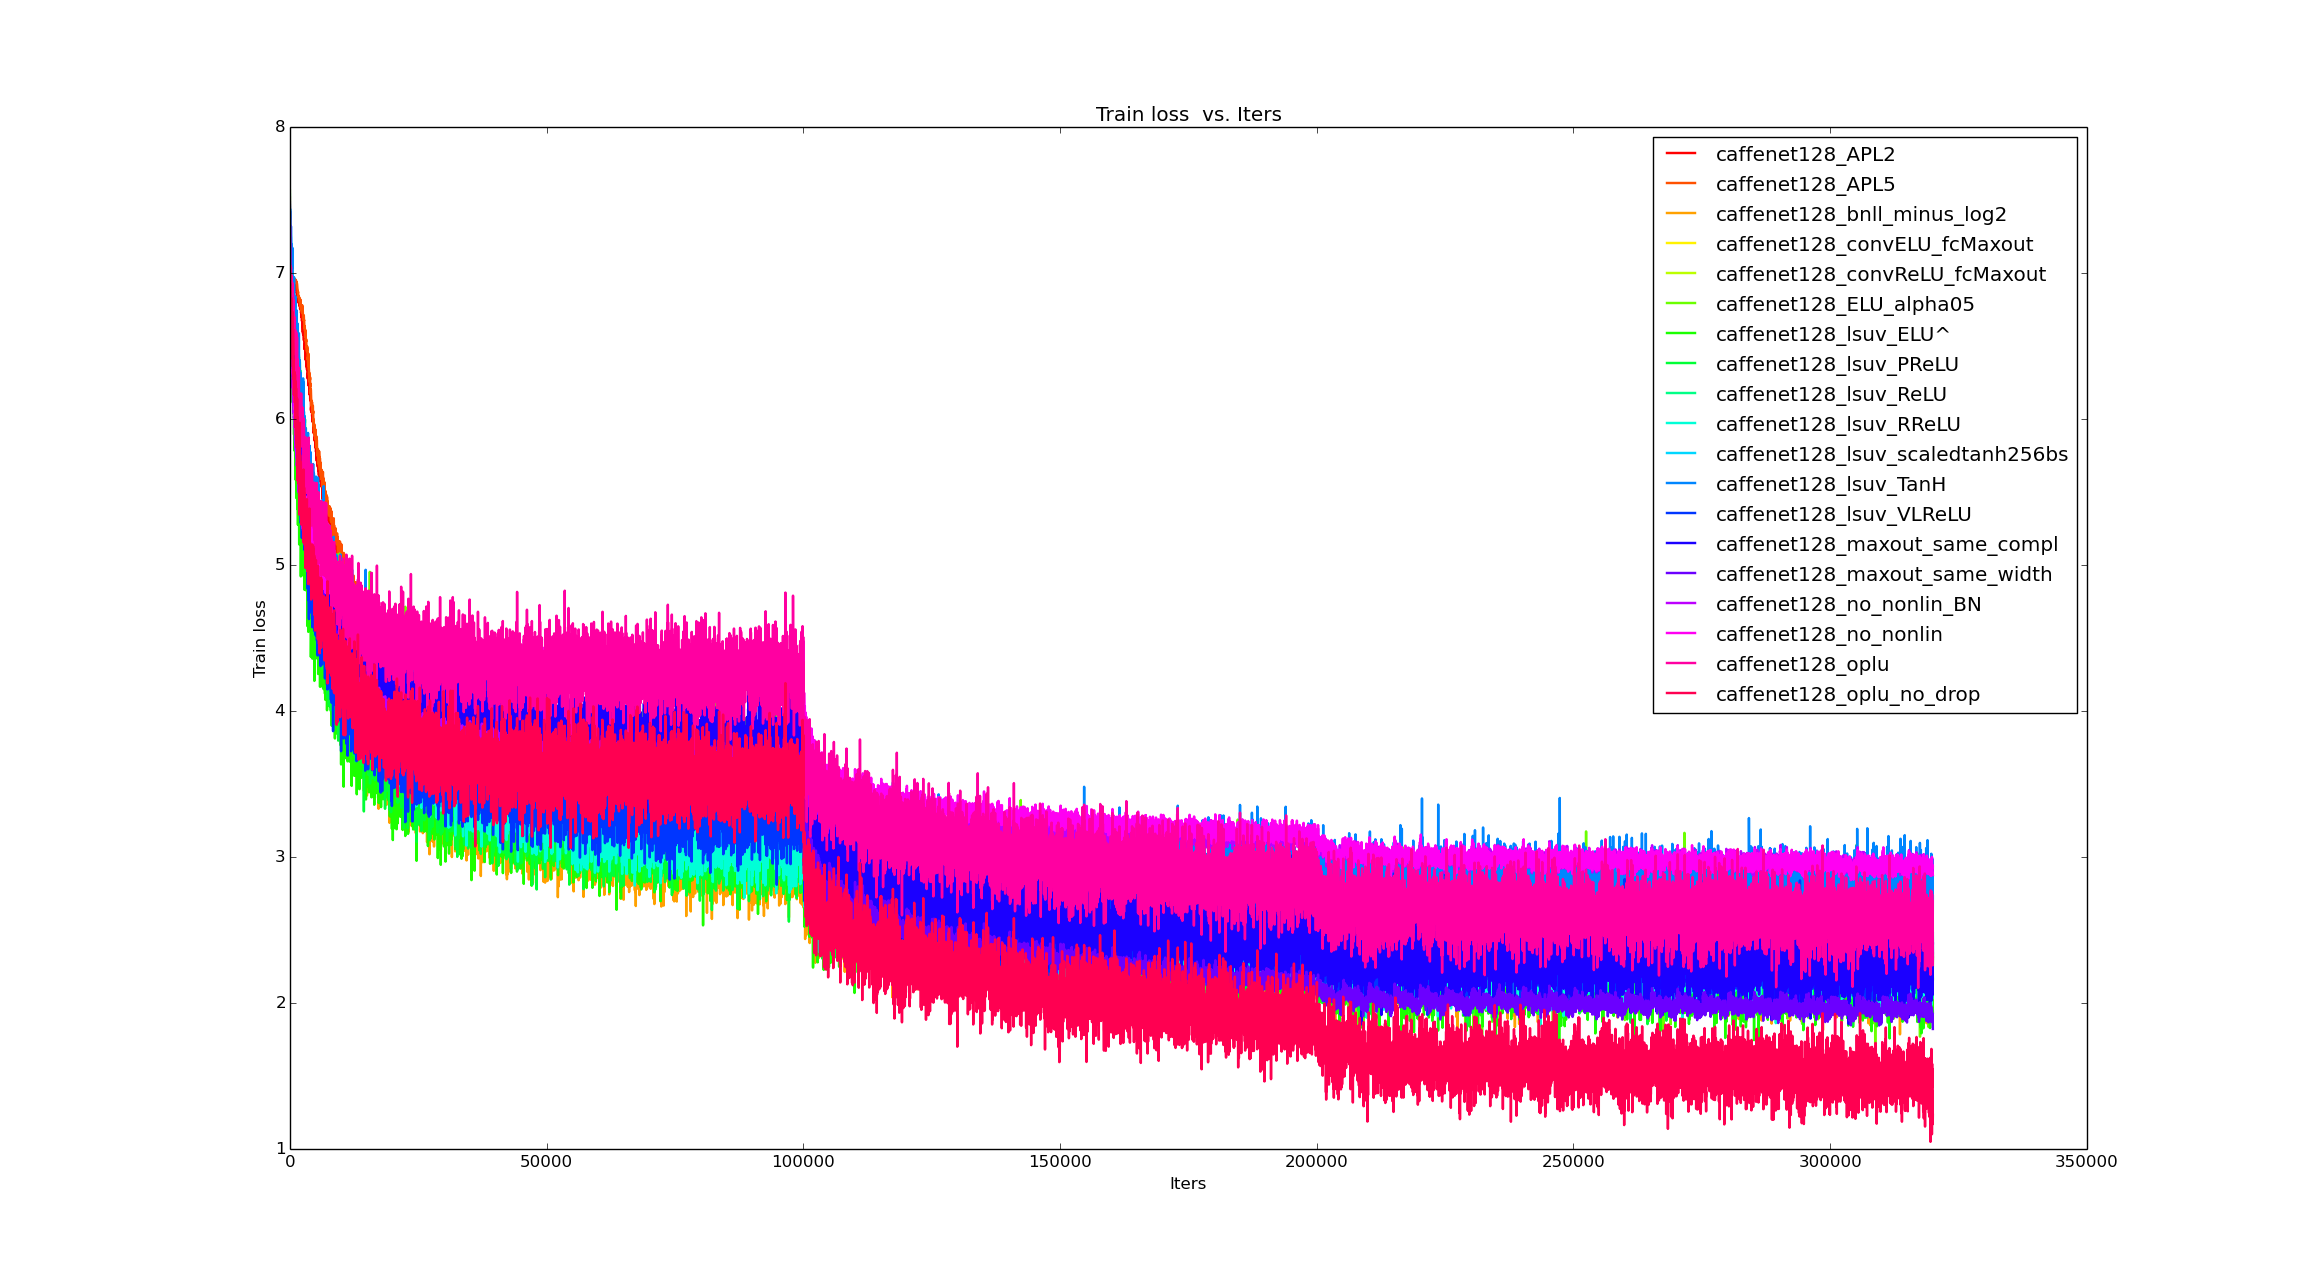 Train loss  vs. Iters
8
7
6
5
4
3
2
1
Train loss
0
50000
100000
150000
200000
250000
300000
350000
Iters
caffenet128_APL2
caffenet128_APL5
caffenet128_bnll_minus_log2
caffenet128_convELU_fcMaxout
caffenet128_convReLU_fcMaxout
caffenet128_ELU_alpha05
caffenet128_lsuv_ELU^
caffenet128_lsuv_PReLU
caffenet128_lsuv_ReLU
caffenet128_lsuv_RReLU
caffenet128_lsuv_scaledtanh256bs
caffenet128_lsuv_TanH
caffenet128_lsuv_VLReLU
caffenet128_maxout_same_compl
caffenet128_maxout_same_width
caffenet128_no_nonlin_BN
caffenet128_no_nonlin
caffenet128_oplu
caffenet128_oplu_no_drop